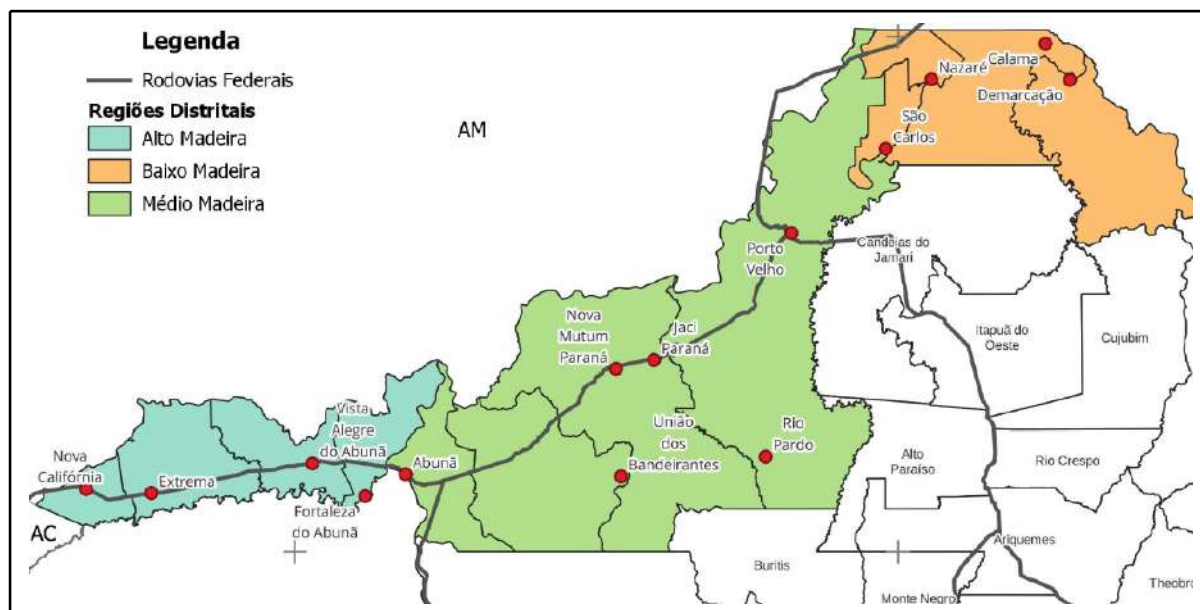 Legenda
Rodovias Federais
Regiões Distritais
Alto Madeira
Baixo Madeira
Médio Madeira
AM
Nazaré
Calama
Demarcação
São
Carlos
Porto
Velho
Candeias do
Jamari
Nova
Mutum
Paraná
Jaci
Paraná
Itapuã do
Oeste
Cujubim
Vista
Alegre
do Abunã
União
dos
Bandeirantes
Rio
Pardo
Nova
Califórnia
Extrema
Abunã
Alto
Paraíso
Rio Crespo
Fortaleza
do Abunã
AC
Buritis
Ariquemes
Monte Negro
Theobro